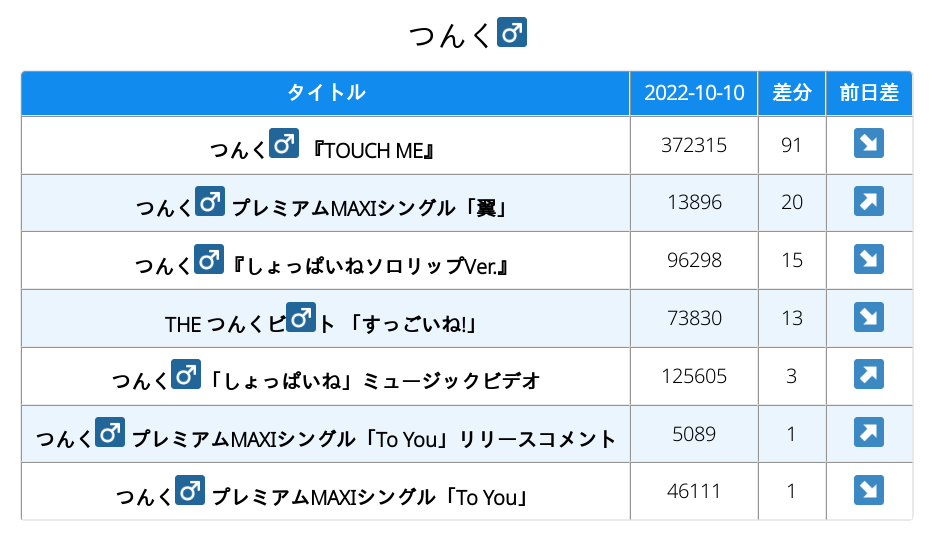 つんく♂
タイトル 2022-10-10 差分 前日差
つんく♂ 『TOUCH ME』 372315 91 ↘
つんく♂ プレミアムMAXIシングル「翼」 13896 20 ↗
つんく♂『しょっぱいねソロリップVer.』 96298 15 ↘
THE つんくビ♂ト 「すっごいね!」 73830 13 ↘
つんく♂「しょっぱいね」ミュージックビデオ 125605 3 ↗
つんく♂ プレミアムMAXIシングル「To You」リリースコメント 5089 1 ↗
つんく♂ プレミアムMAXIシングル「To You」 46111 1 ↘